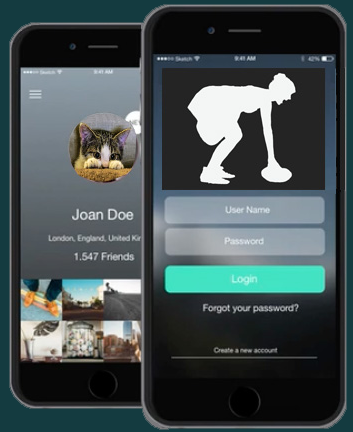 Sketch
9:41 AM
Joan Doe
London, England, United Kin
1.547 Friends
Sketch
9:41 AM
42%
User Name
Password
Login
Forgot your password?
Create a new account